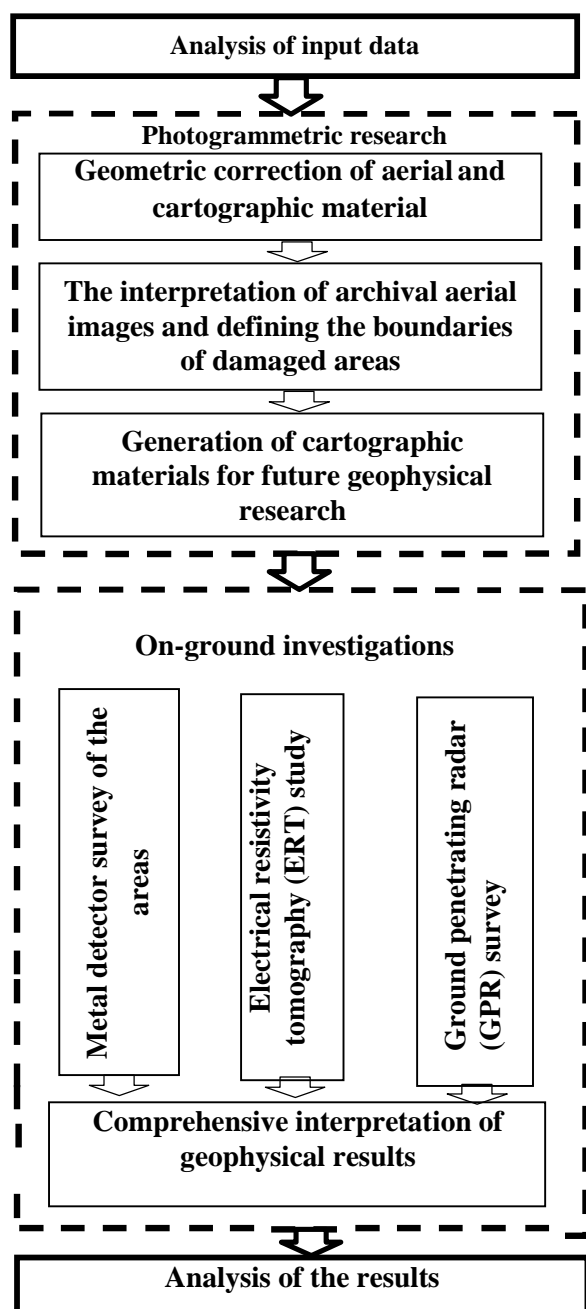 Analysis of input data
Photogrammetric research
Geometric correction of aerial and
cartographic material
The interpretation of archival aerial
images and defining the boundaries
of damaged areas
Generation of cartographic
materials for future geophysical
research
On-ground investigations
Metal detector survey of the
areas
Electrical resistivity
tomography (ERT) study
Ground penetrating radar
(GPR) survey
Comprehensive interpretation of
geophysical results
Analysis of the results